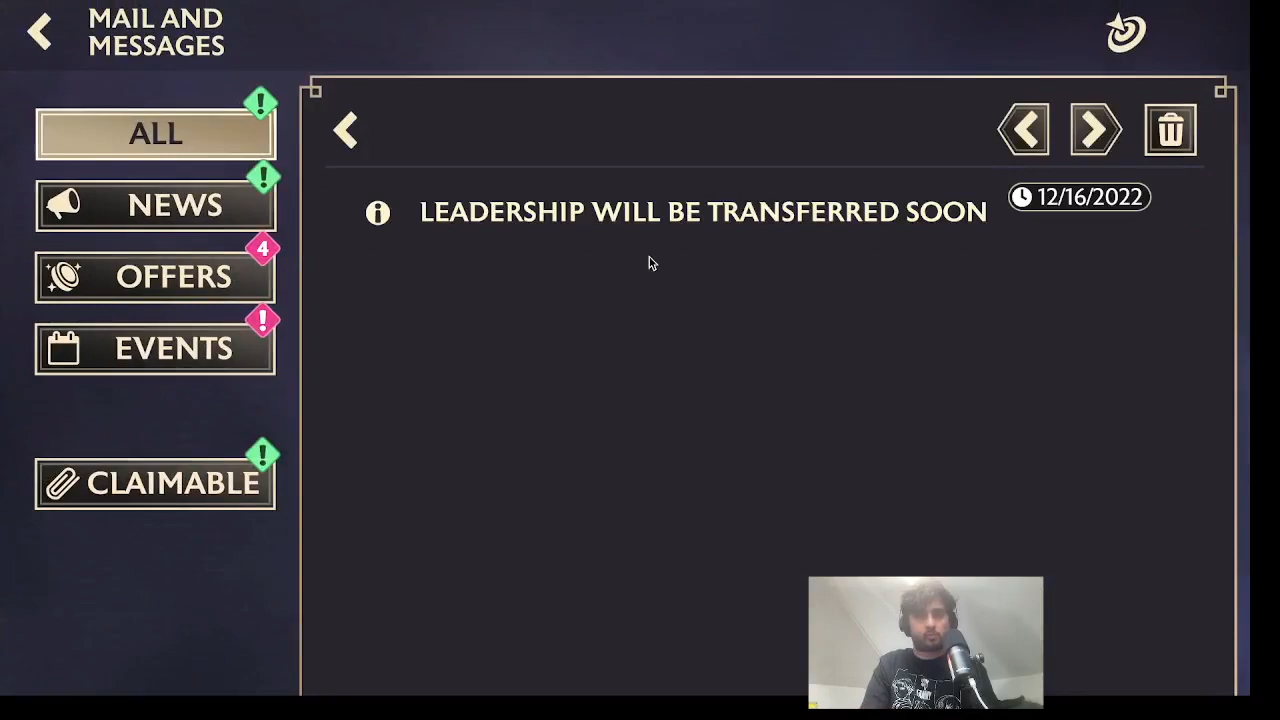 MAIL AND
MESSAGES
ALL
!
NEWS
!
OFFERS
4
EVENTS
!
CLAIMABLE
!
LEADERSHIP WILL BE TRANSFERRED SOON
12/16/2022